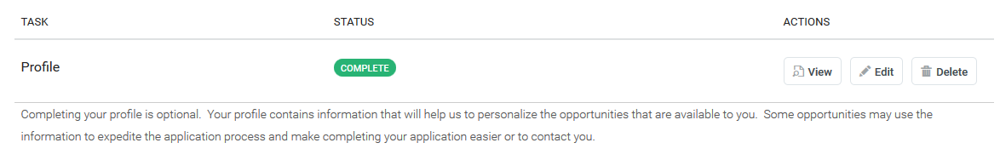 TASK STATUS ACTIONS
Profile COMPLETE View Edit Delete
Completing your profile is optional.  Your profile contains information that will help us to personalize the opportunities that are available to you.  Some opportunities may use the
information to expedite the application process and make completing your application easier or to contact you.